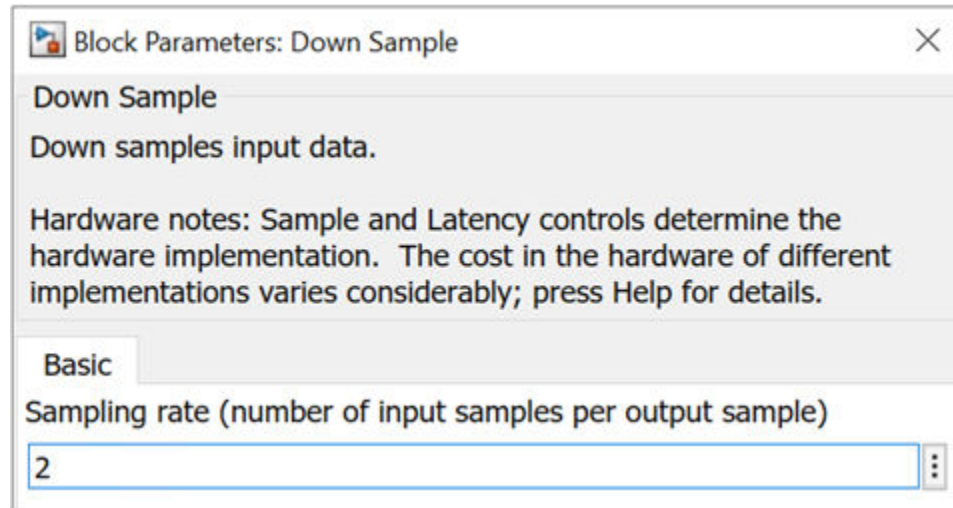 Block Parameters: Down Sample
Down Sample
Down samples input data.
Hardware notes: Sample and Latency controls determine the
hardware implementation.  The cost in the hardware of different
implementations varies considerably; press Help for details.
Basic
Sampling rate (number of input samples per output sample)
2